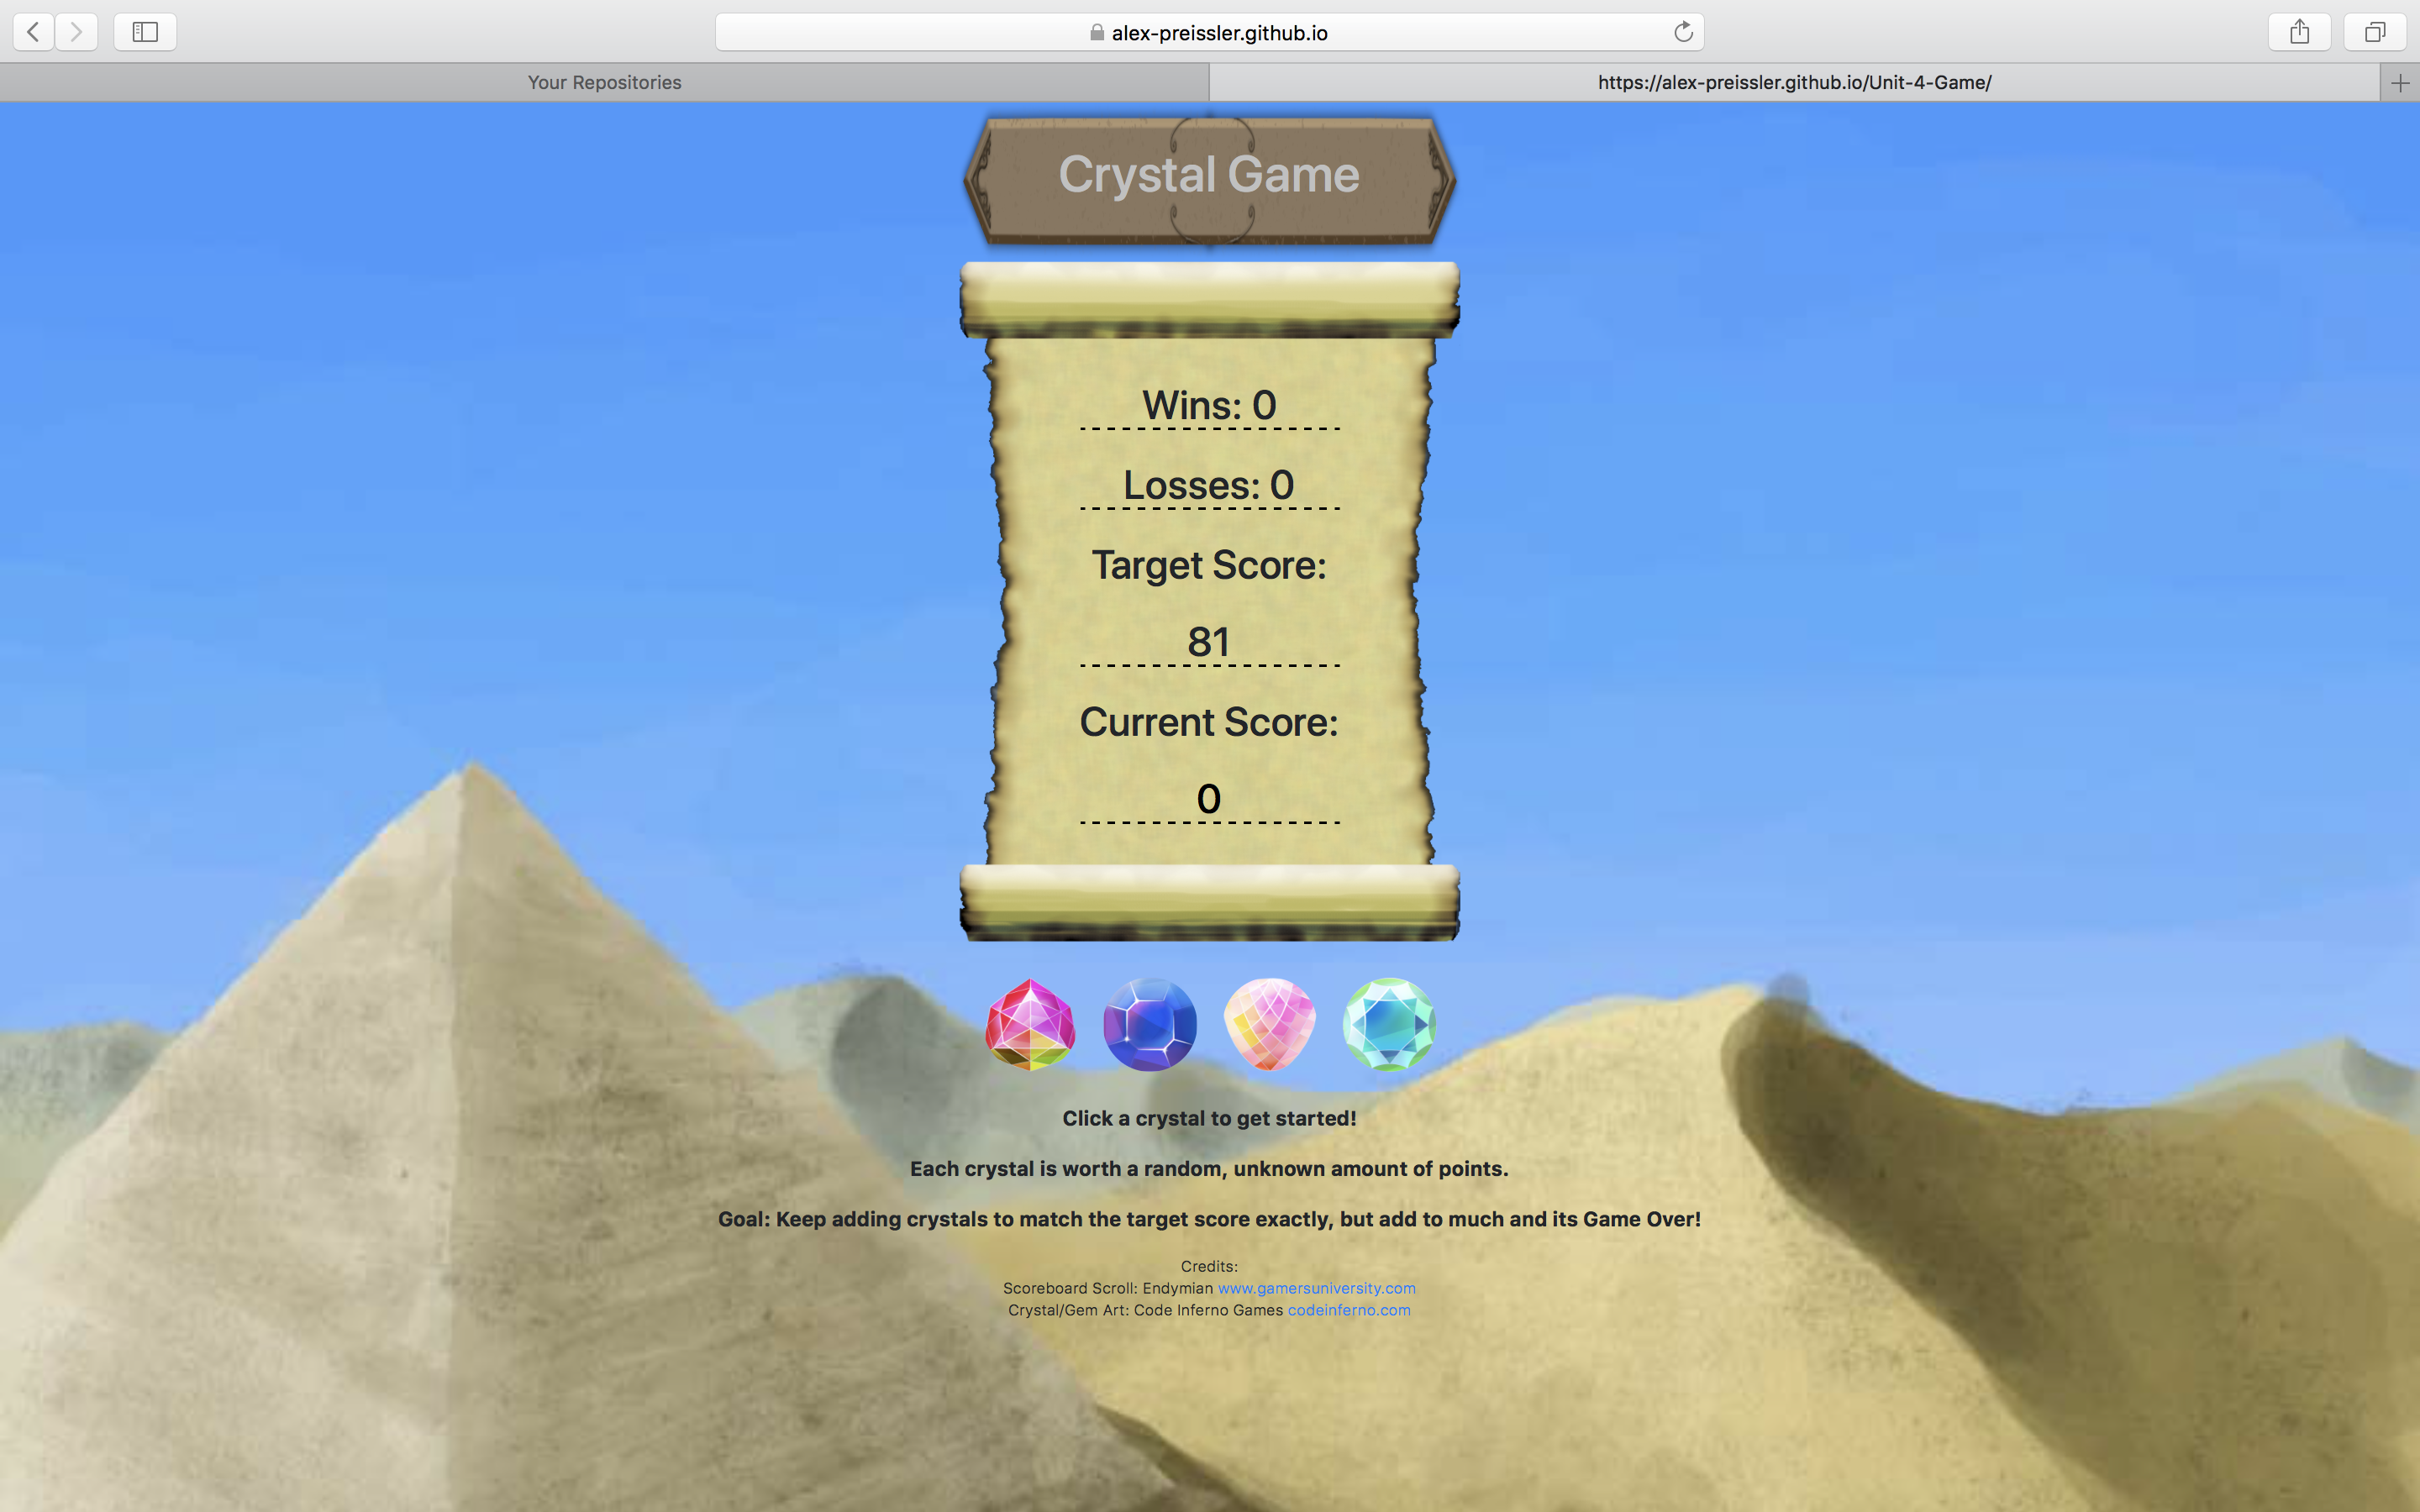 alex-preissler.github.io
Your Repositories
https://alex-preissler.github.io/Unit-4-Game/
Crystal Game
Wins: 0
Losses: 0
Target Score:
81
Current Score:
0
Click a crystal to get started!
Each crystal is worth a random, unknown amount of points.
Goal: Keep adding crystals to match the target score exactly, but add to much and its Game Over!
Credits:
Scoreboard Scroll: Endymian www.gamersuniversity.com
Crystal/Gem Art: Code Inferno Games codeinferno.com